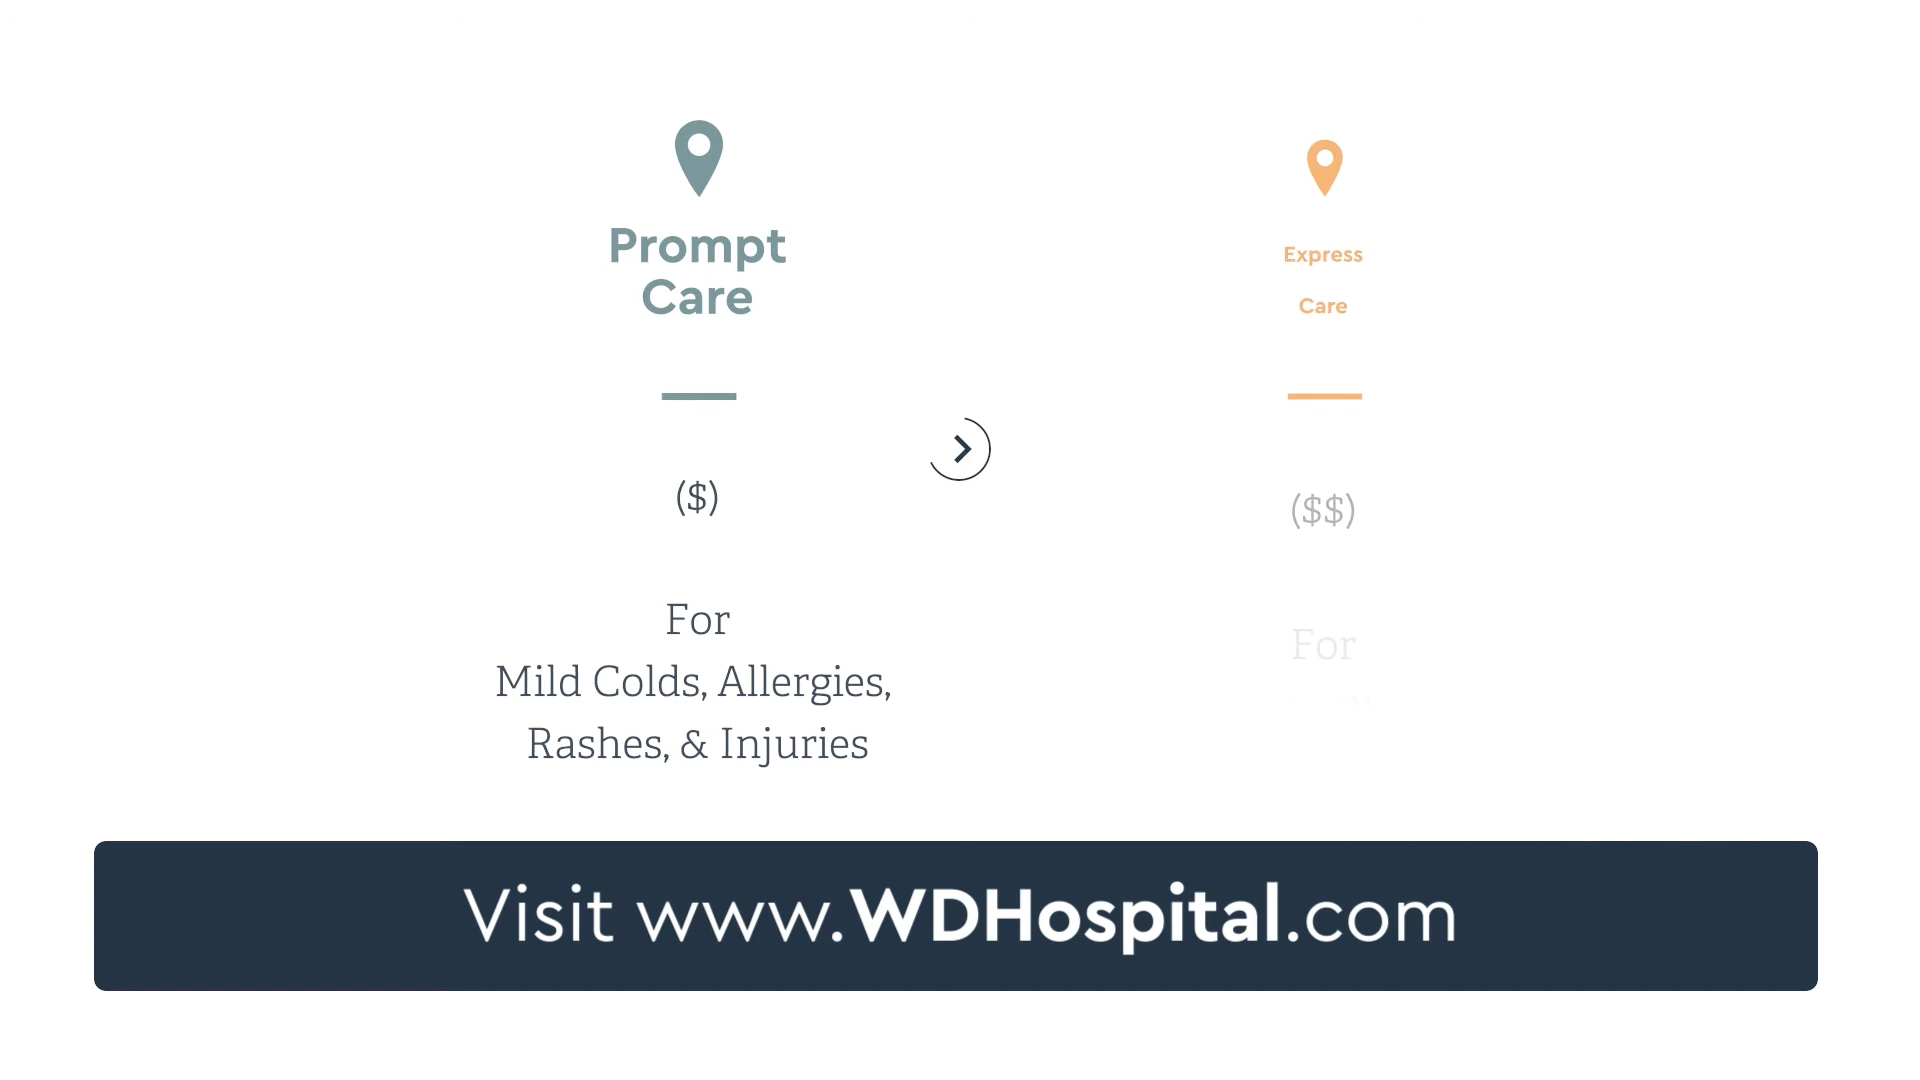 Prompt
Care
($)
For
Mild Colds, Allergies,
Rashes, & Injuries
Express
Care
($$)
For
Visit www.WDHospital.com